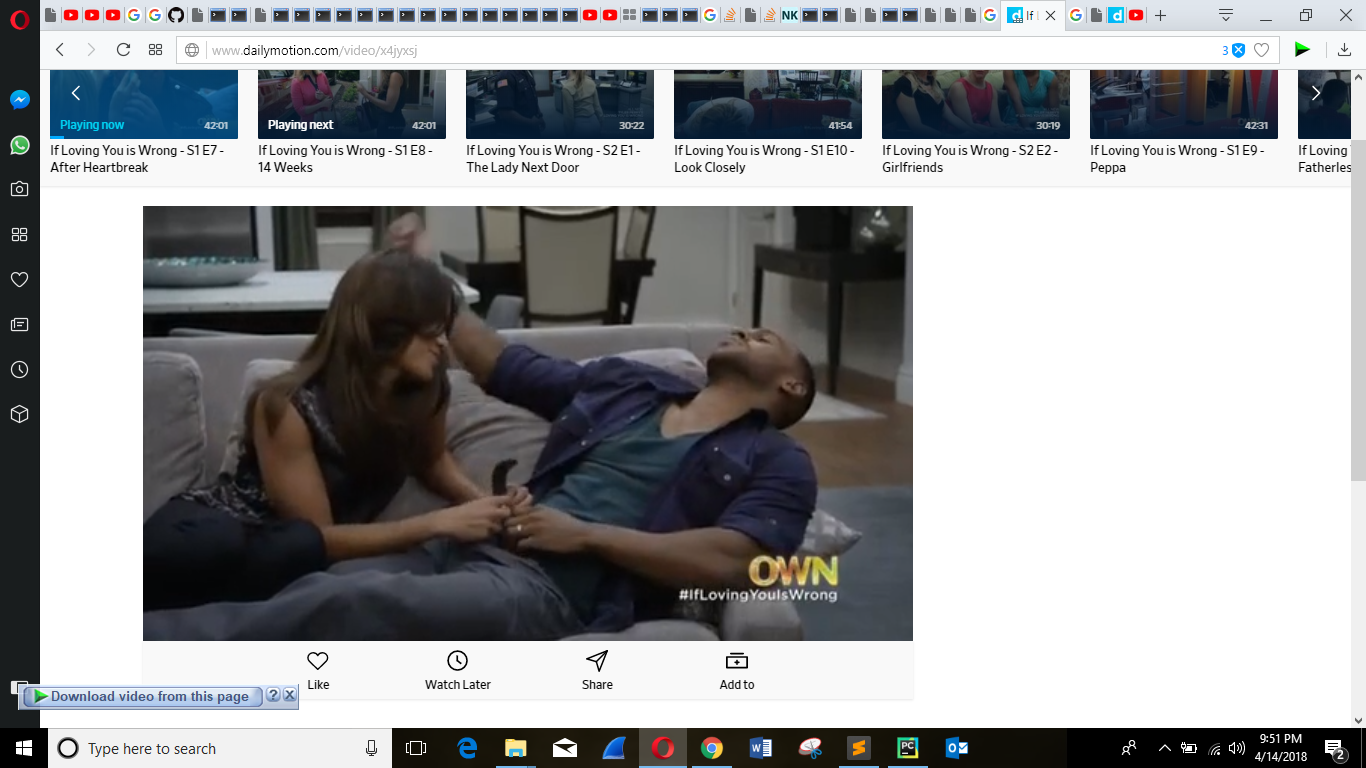 NK
If
www.dailymotion.com/video/x4jyxsj
3
Playing now
42:01
Playing next
42:01
30:22
41:54
30:19
42:31
If Loving You is Wrong - S1 E7 -
After Heartbreak
If Loving You is Wrong - S1 E8 -
14 Weeks
If Loving You is Wrong - S2 E1 -
The Lady Next Door
If Loving You is Wrong - S1 E10 -
Look Closely
If Loving You is Wrong - S2 E2 -
Girlfriends
If Loving You is Wrong - S1 E9 -
Peppa
If Loving
Fatherles
OWN
#IfLovingYouIsWrong
Like
Watch Later
Share
Add to
Download video from this page
?
Type here to search
PC
9:51 PM
4/14/2018
2